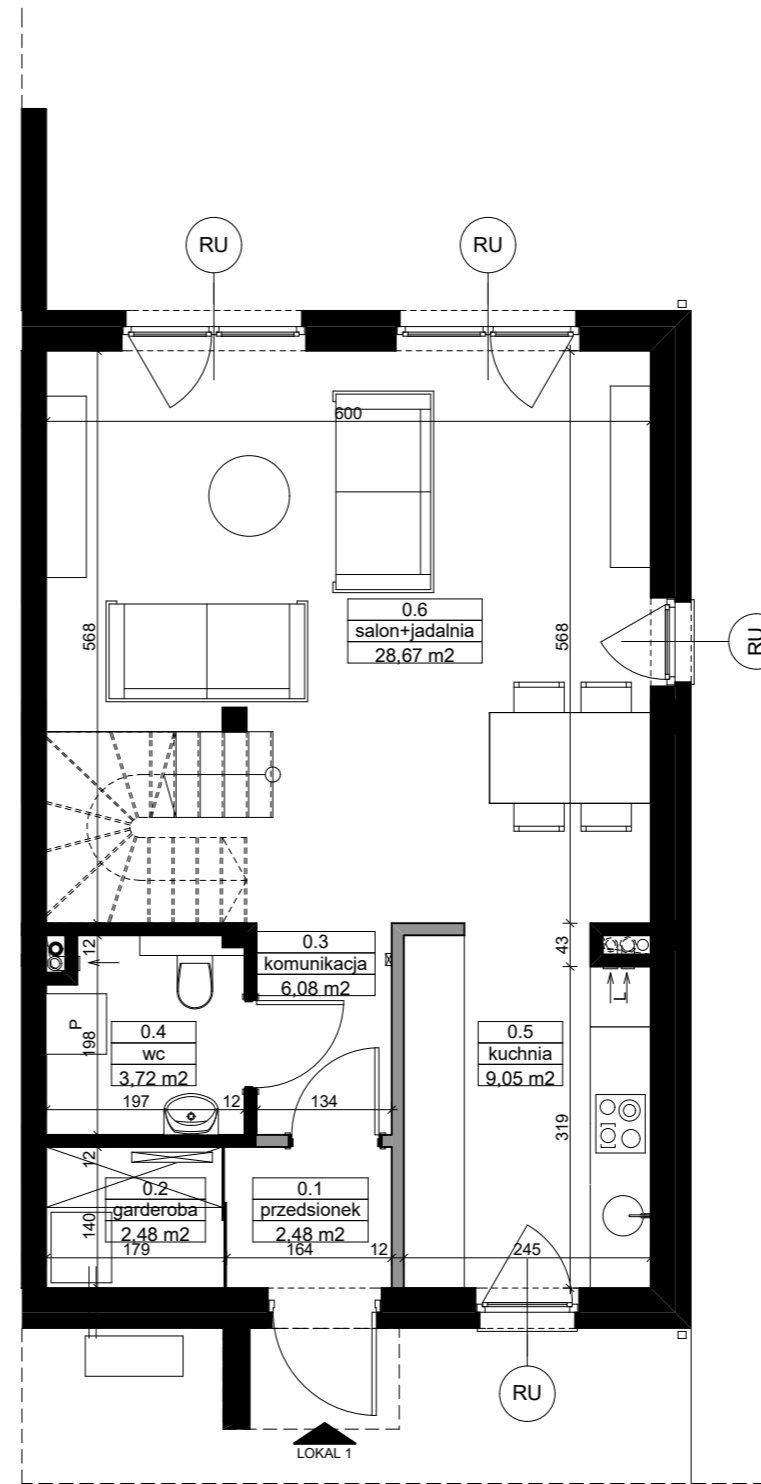 RU
RU
600
568
568
0.6
salon+jadalnia
28,67 m2
RU
12
0.3
komunikacja
6,08 m2
43
L
P
198
0.4
wc
3,72 m2
0.5
kuchnia
9,05 m2
197
12
134
319
12
0.2
garderoba
2,48 m2
0.1
przedsionek
2,48 m2
140
179
164
12
245
RU
LOKAL 1